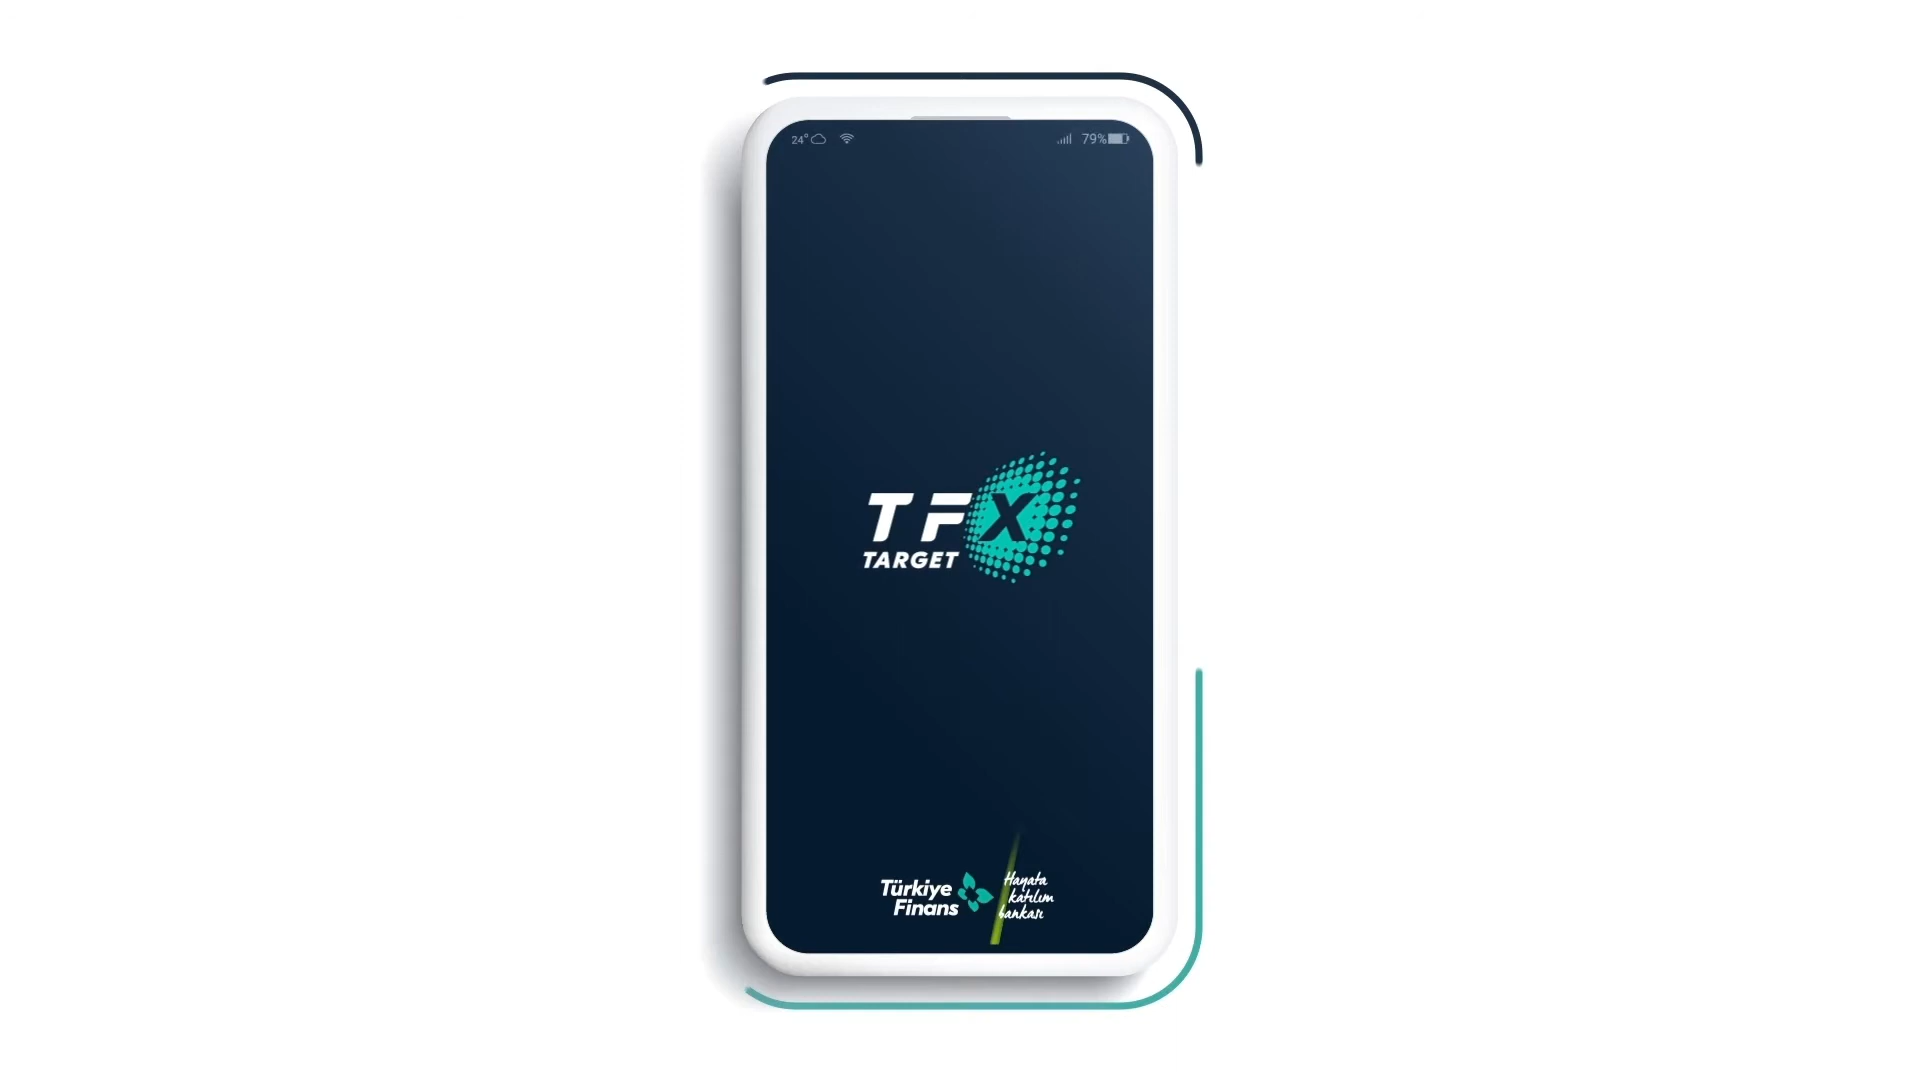 24°
79%
TFX
TARGET
Türkiye
Finans
Hayata
katılım
bankası